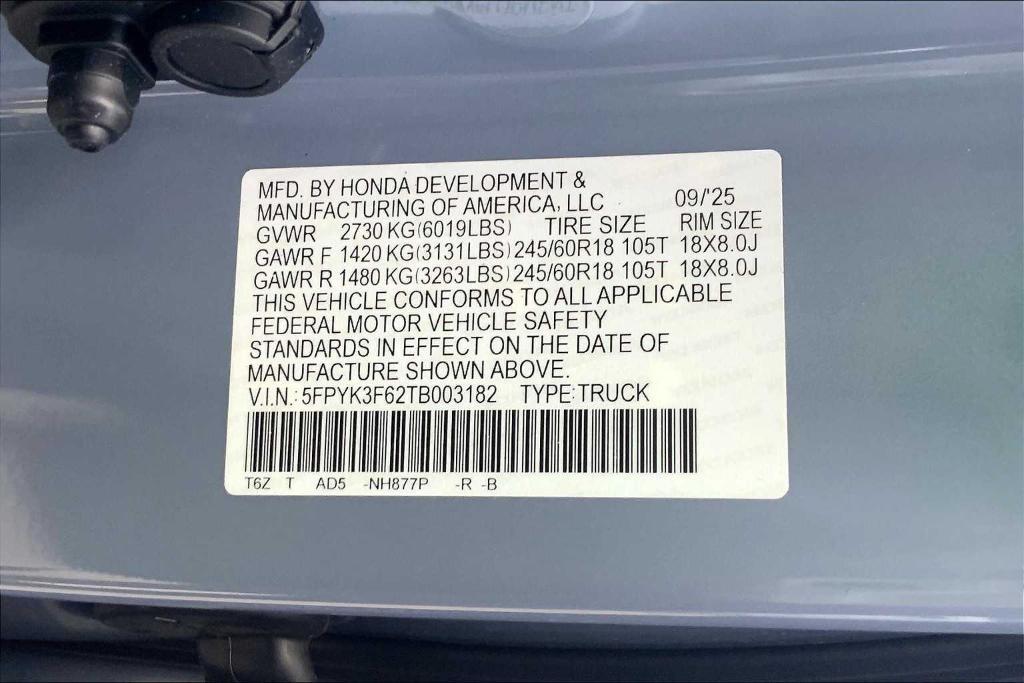 MFD. BY HONDA DEVELOPMENT &
MANUFACTURING OF AMERICA, LLC 09/'25
GVWR 2730 KG(6019LBS) TIRE SIZE RIM SIZE
GAWR F 1420 KG(3131LBS) 245/60R18 105T 18X8.0J
GAWR R 1480 KG(3263LBS) 245/60R18 105T 18X8.0J
THIS VEHICLE CONFORMS TO ALL APPLICABLE
FEDERAL MOTOR VEHICLE SAFETY
STANDARDS IN EFFECT ON THE DATE OF
MANUFACTURE SHOWN ABOVE.
V.I.N.: 5FPYK3F62TB003182 TYPE: TRUCK
T6Z T AD5 -NH877P -R -B